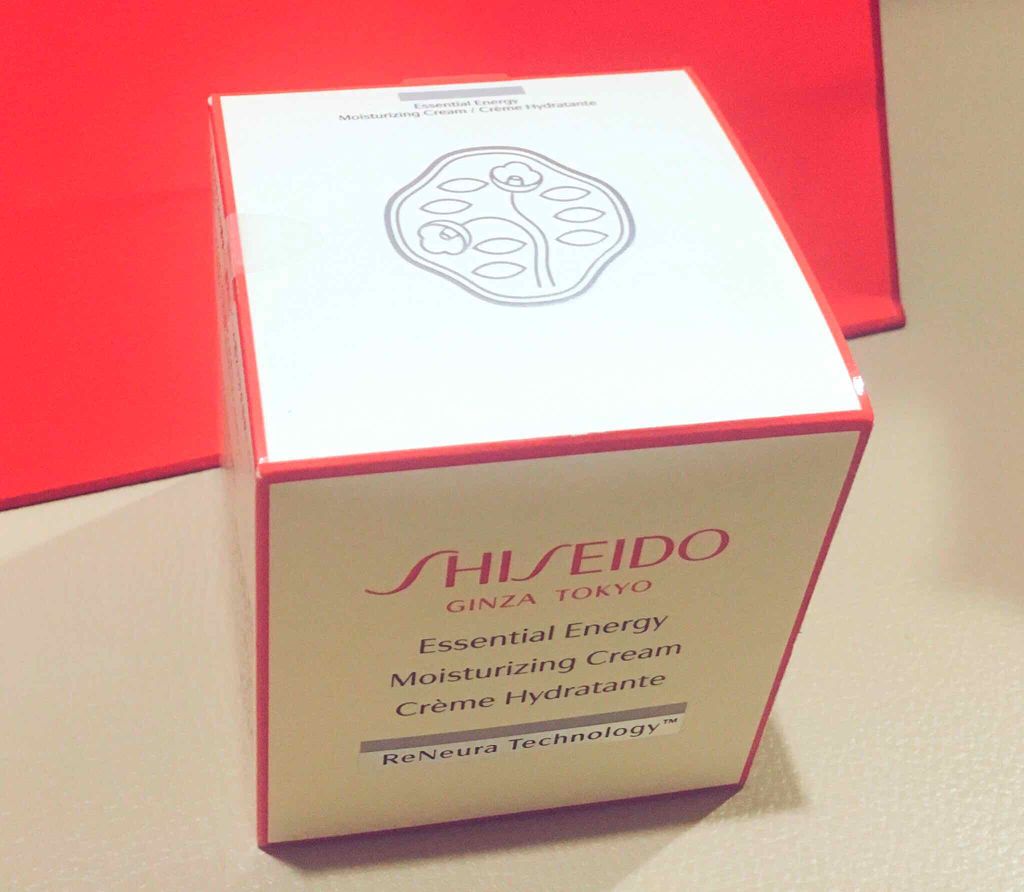 Essential Energy
Moisturizing Cream / Crème Hydratante
SHISEIDO
GINZA TOKYO
Essential Energy
Moisturizing Cream
Crème Hydratante
ReNeura Technology™